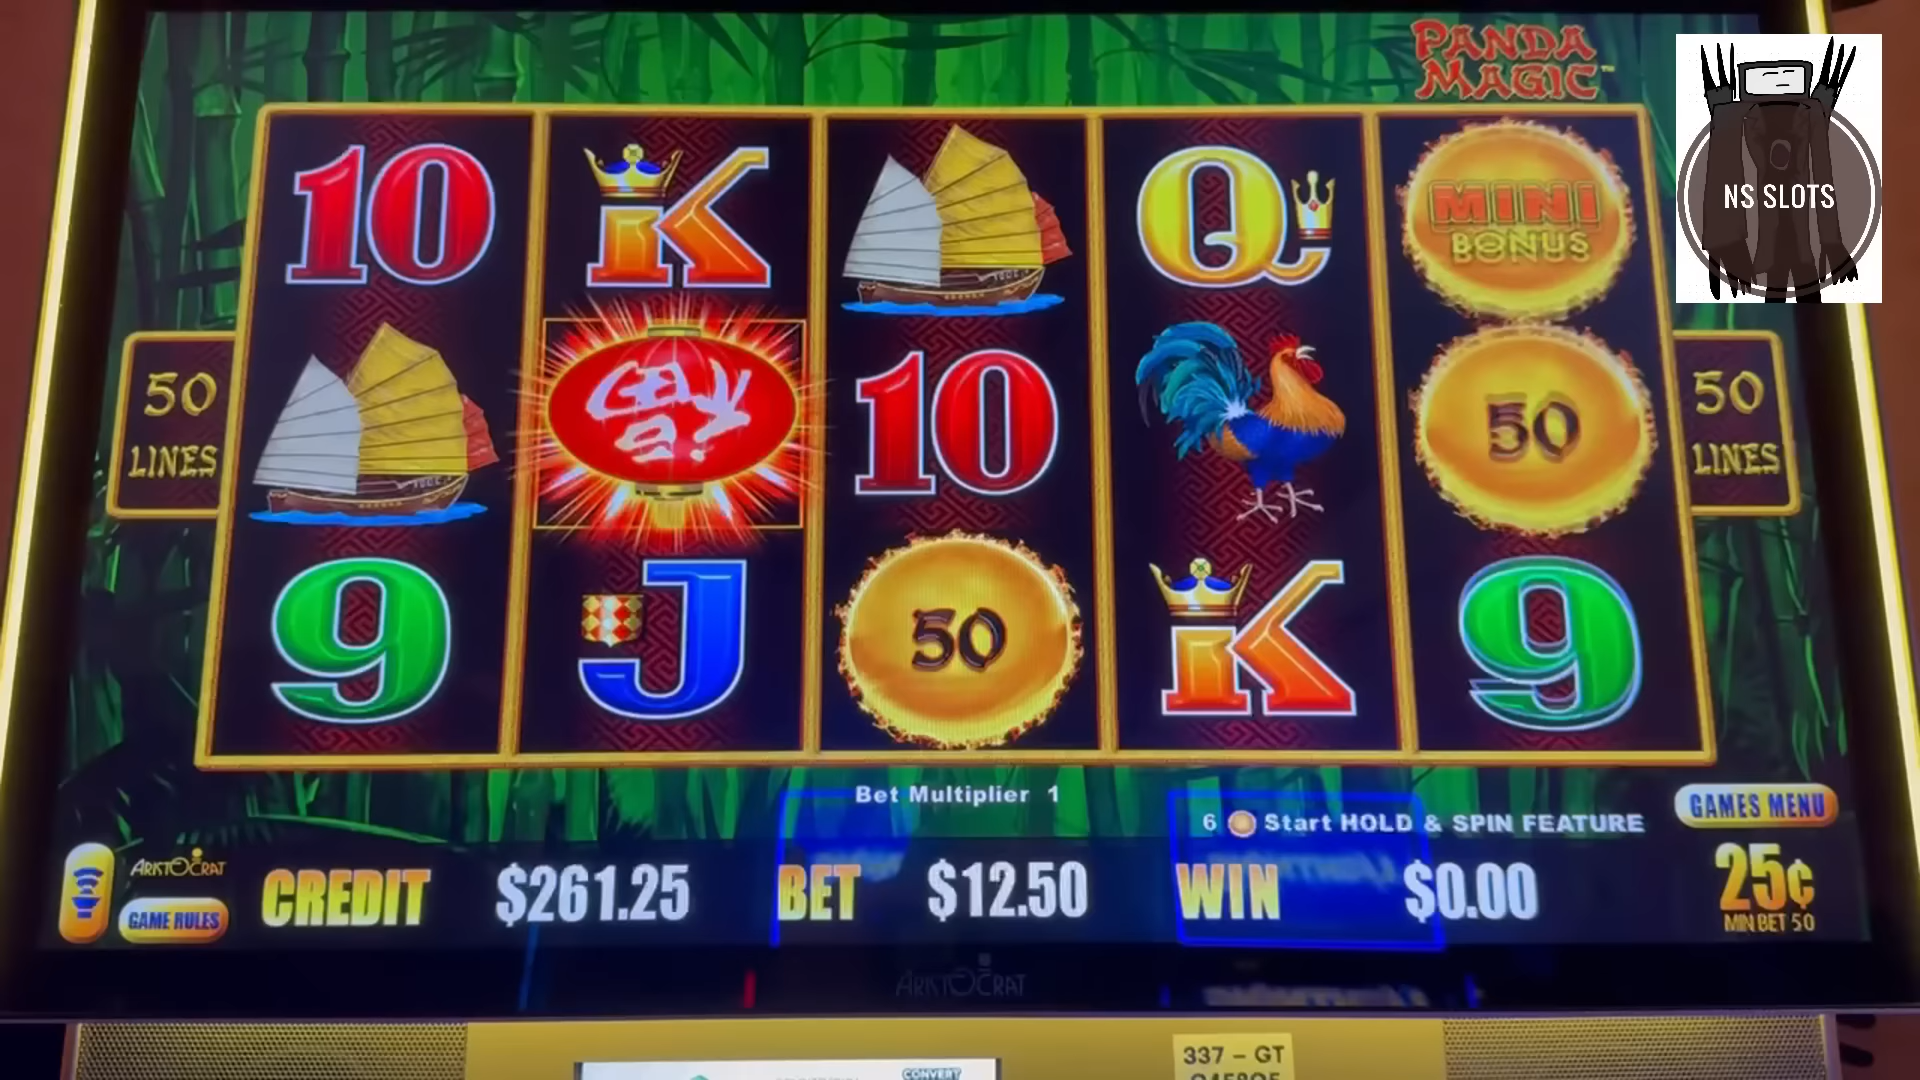 PANDA
MAGIC™
NS SLOTS
10 K Q MINI
BONUS
50
LINES
10
50
50
LINES
9 J 50 K 9
Bet Multiplier 1
6 Start HOLD & SPIN FEATURE
GAMES MENU
ARISTOCRAT
GAME RULES
CREDIT $261.25 BET $12.50 WIN $0.00
25¢
MIN BET 50
ARISTOCRAT
337 - GT
CONVERT